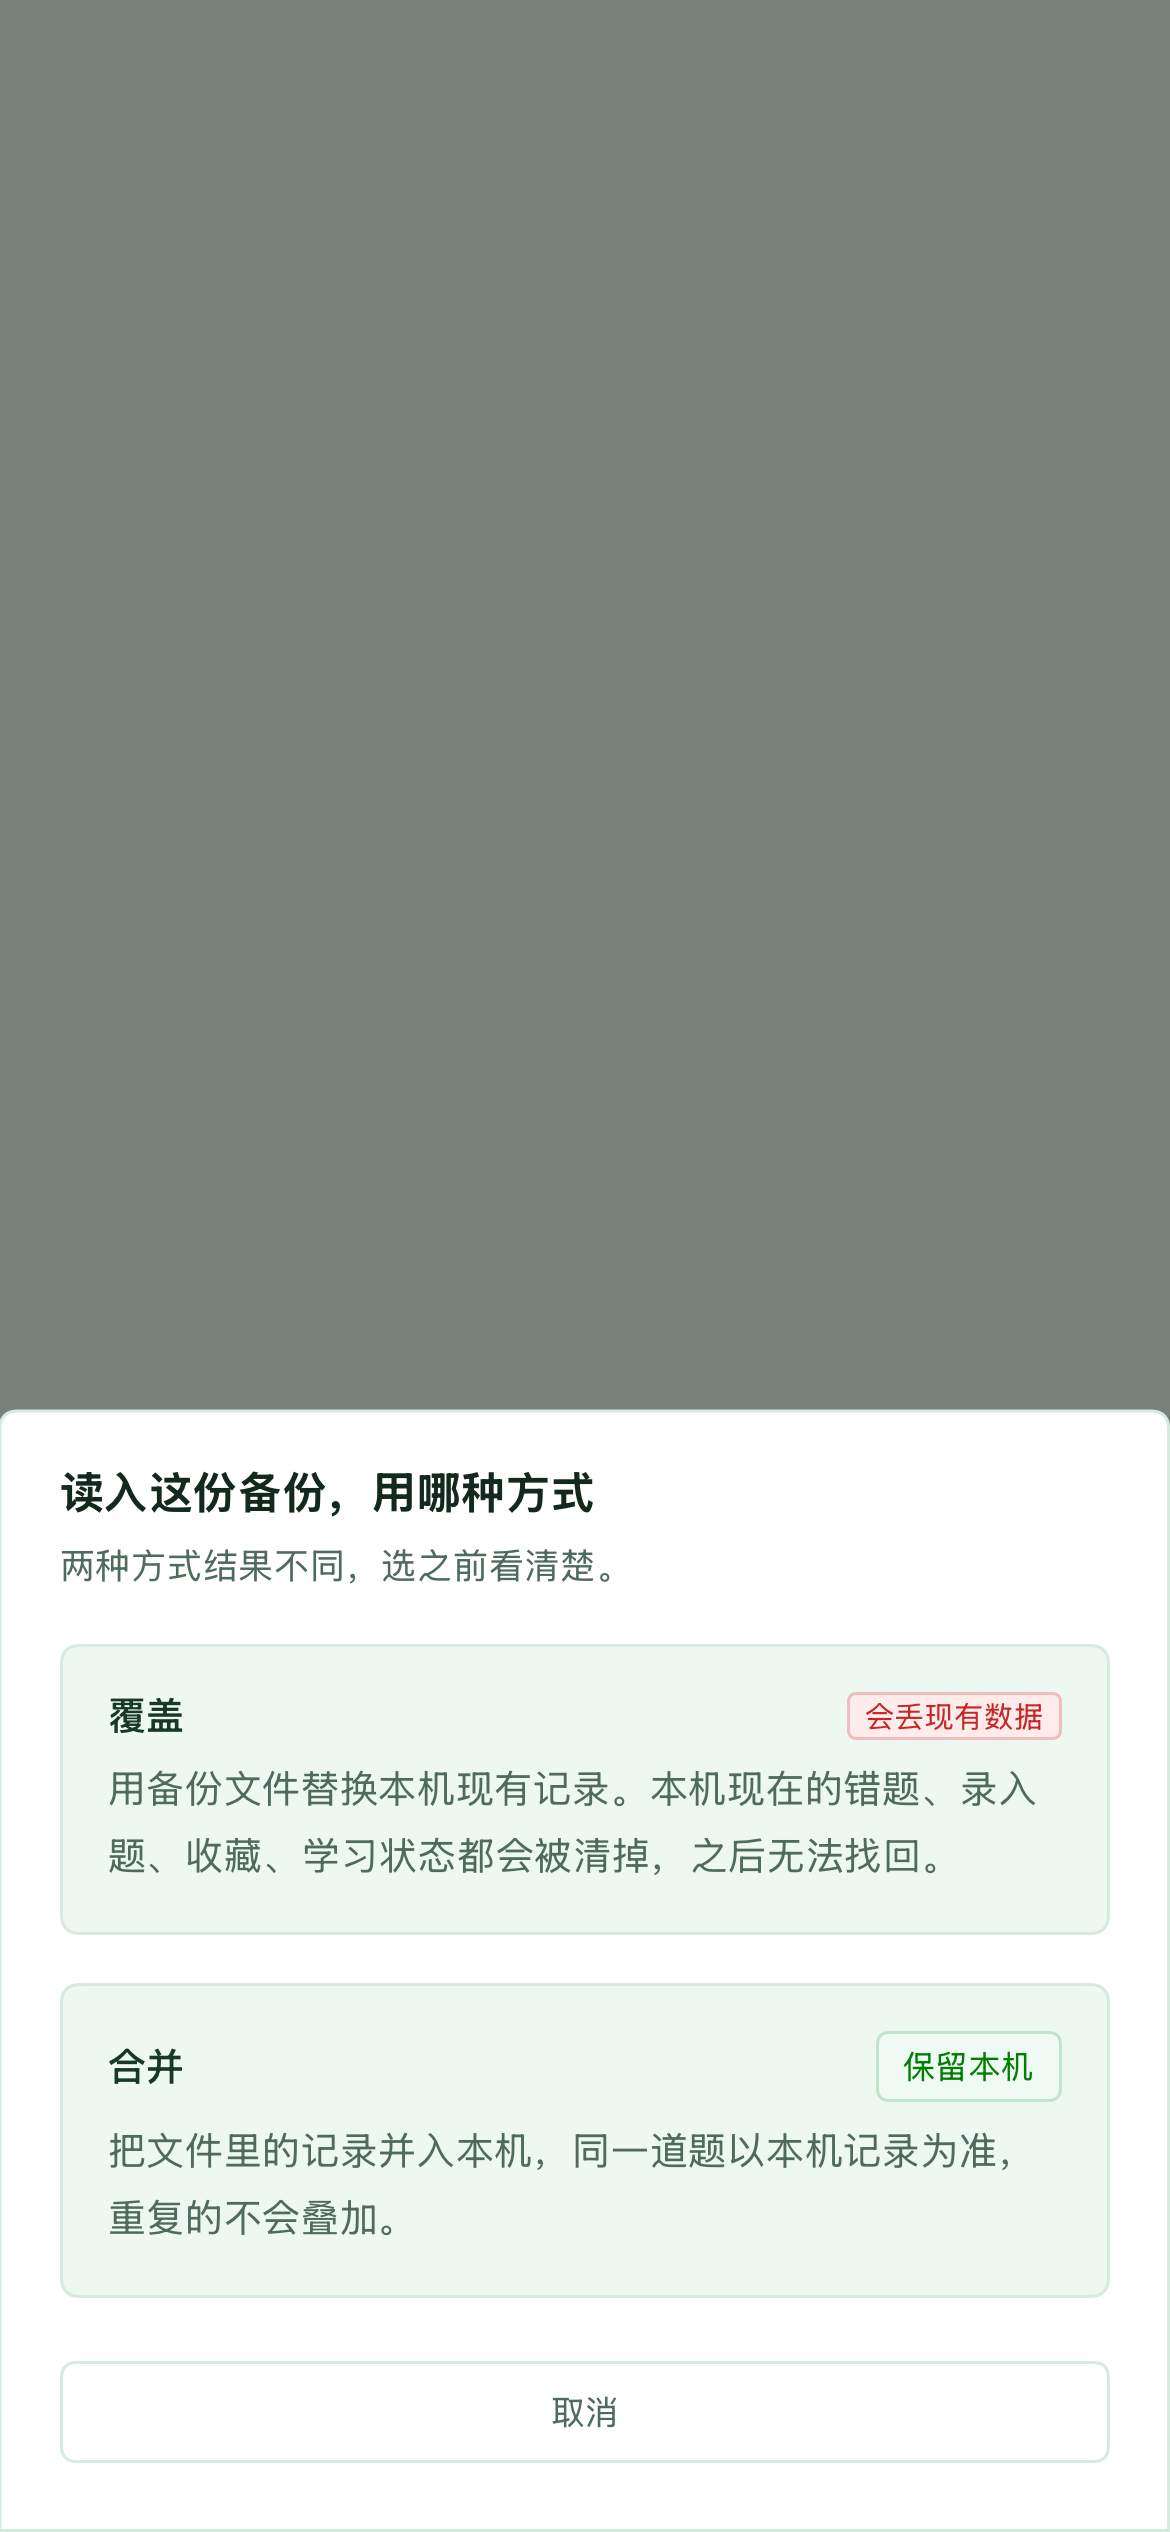 读入这份备份，用哪种方式
两种方式结果不同，选之前看清楚。
覆盖
会丢现有数据
用备份文件替换本机现有记录。本机现在的错题、录入
题、收藏、学习状态都会被清掉，之后无法找回。
合并
保留本机
把文件里的记录并入本机，同一道题以本机记录为准，
重复的不会叠加。
取消